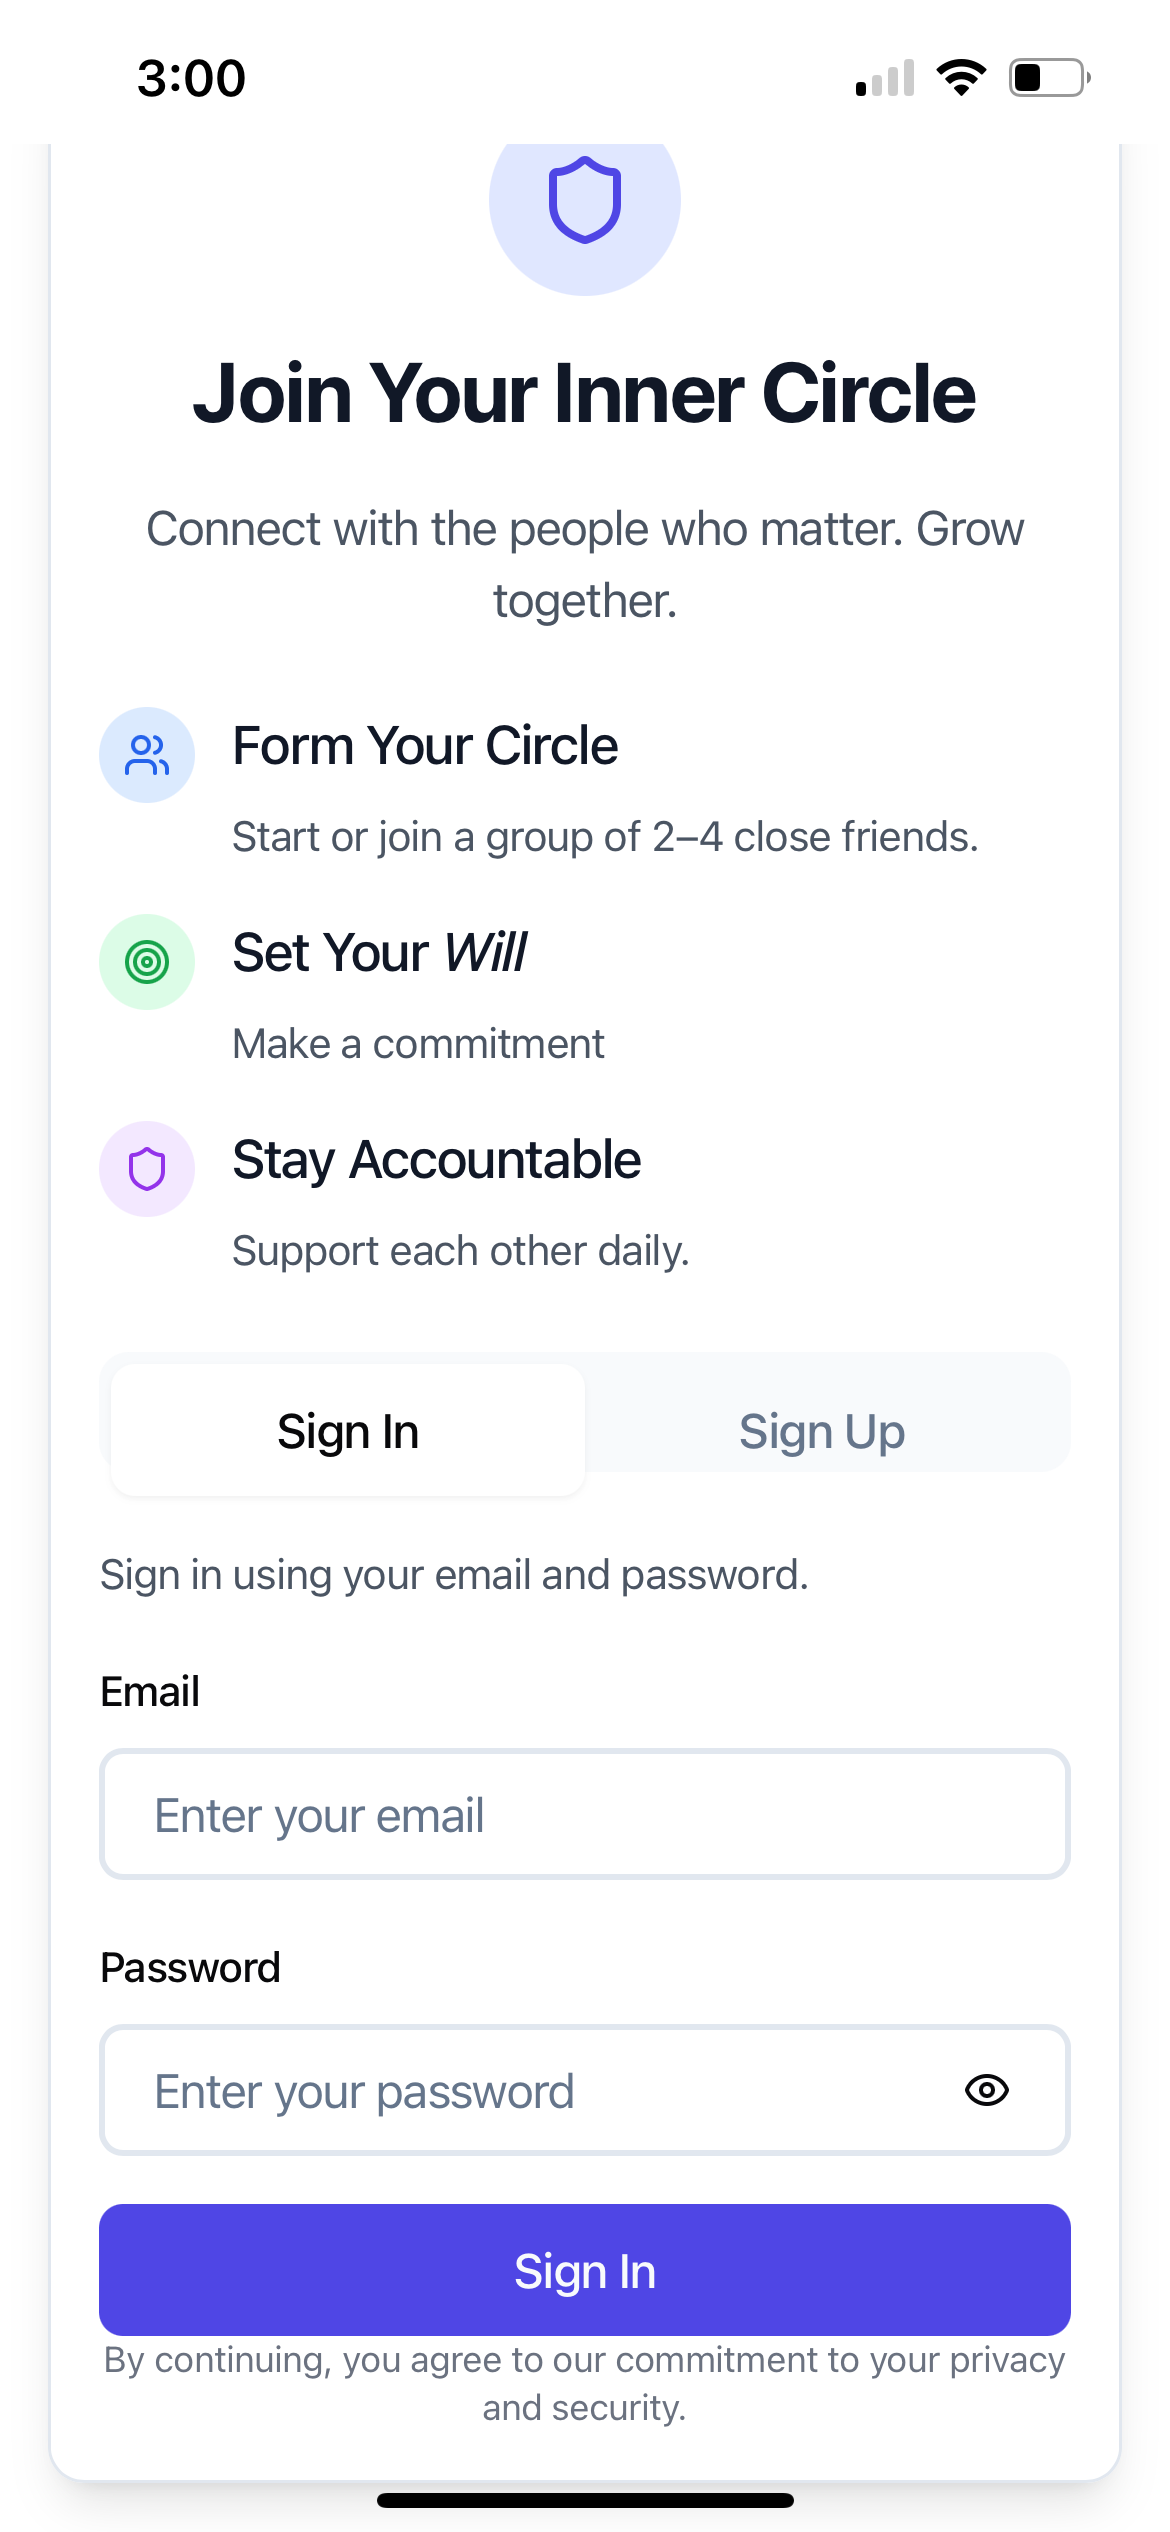 3:00
Join Your Inner Circle
Connect with the people who matter. Grow
together.
Form Your Circle
Start or join a group of 2–4 close friends.
Set Your Will
Make a commitment
Stay Accountable
Support each other daily.
Sign In
Sign Up
Sign in using your email and password.
Email
Enter your email
Password
Enter your password
Sign In
By continuing, you agree to our commitment to your privacy
and security.